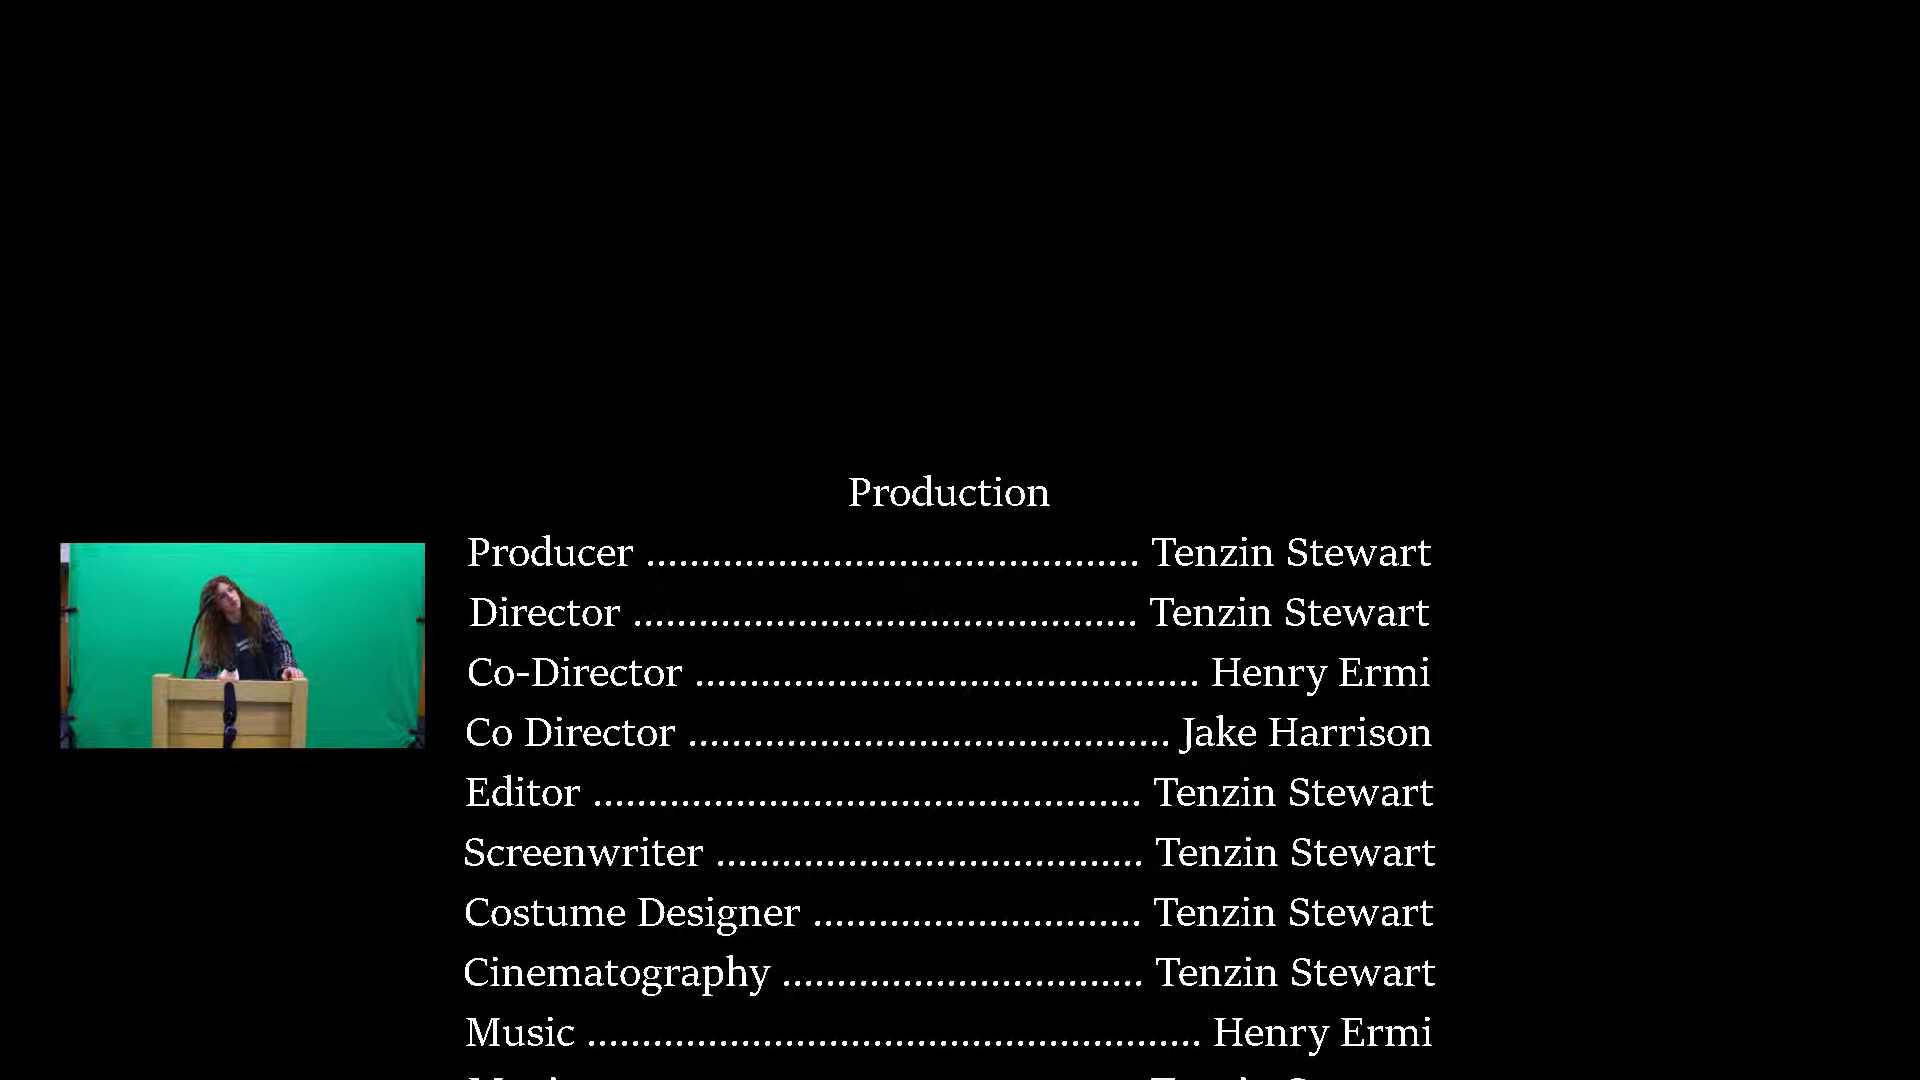 Production
Producer ............................................. Tenzin Stewart
Director .............................................. Tenzin Stewart
Co-Director .............................................. Henry Ermi
Co Director ............................................ Jake Harrison
Editor .................................................. Tenzin Stewart
Screenwriter ....................................... Tenzin Stewart
Costume Designer .............................. Tenzin Stewart
Cinematography ................................. Tenzin Stewart
Music ........................................................ Henry Ermi